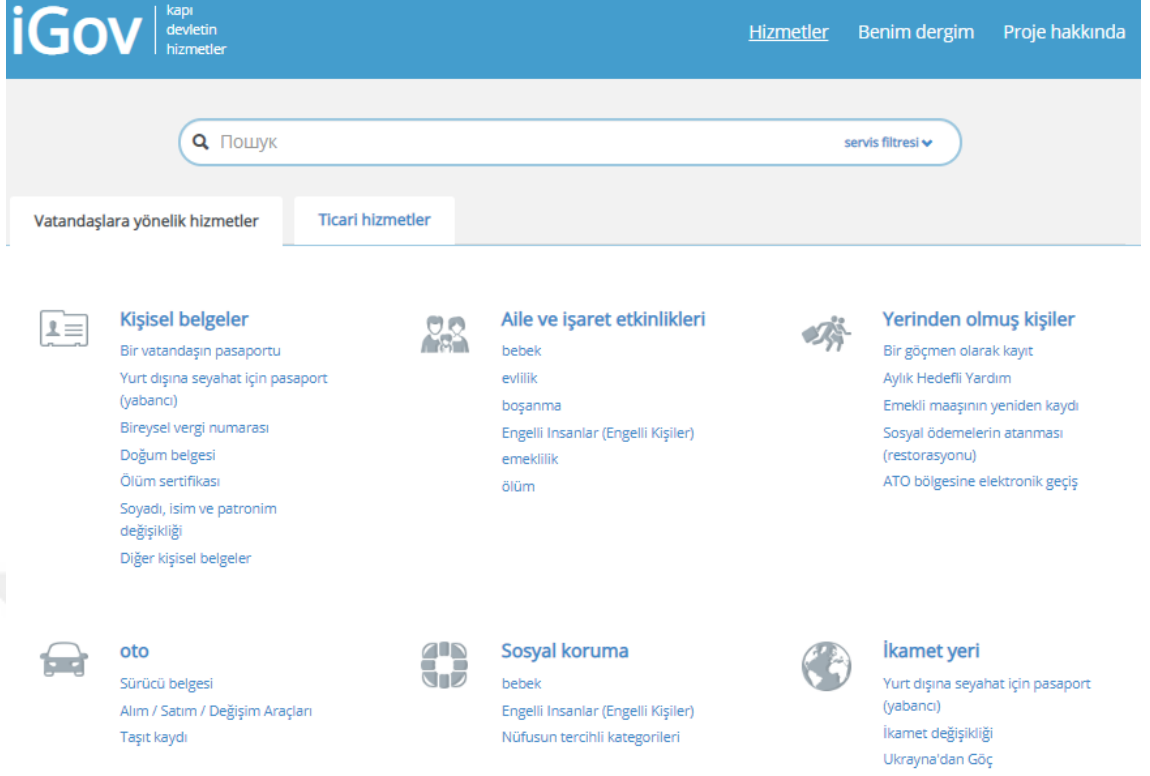 iGov
kapı
devletin
hizmetler
Hizmetler Benim dergim Proje hakkında
Пошук
servis filtresi
Vatandaşlara yönelik hizmetler
Ticari hizmetler
Kişisel belgeler
Bir vatandaşın pasaportu
Yurt dışına seyahat için pasaport
(yabancı)
Bireysel vergi numarası
Doğum belgesi
Ölüm sertifikası
Soyadı, isim ve patronim
değişikliği
Diğer kişisel belgeler
Aile ve işaret etkinlikleri
bebek
evlilik
boşanma
Engelli Insanlar (Engelli Kişiler)
emeklilik
ölüm
Yerinden olmuş kişiler
Bir göçmen olarak kayıt
Aylık Hedefli Yardım
Emekli maaşının yeniden kaydı
Sosyal ödemelerin atanması
(restorasyonu)
ATO bölgesine elektronik geçiş
oto
Sürücü belgesi
Alım / Satım / Değişim Araçları
Taşıt kaydı
Sosyal koruma
bebek
Engelli Insanlar (Engelli Kişiler)
Nüfusun tercihli kategorileri
İkamet yeri
Yurt dışına seyahat için pasaport
(yabancı)
İkamet değişikliği
Ukrayna'dan Göç